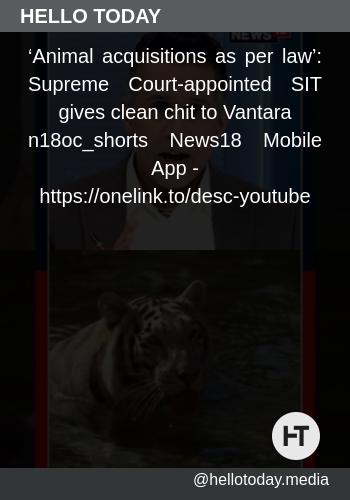 HELLO TODAY
NEWS
‘Animal acquisitions as per law’:
Supreme Court-appointed SIT
gives clean chit to Vantara
n18oc_shorts News18 Mobile
App -
https://onelink.to/desc-youtube
HT
@hellotoday.media